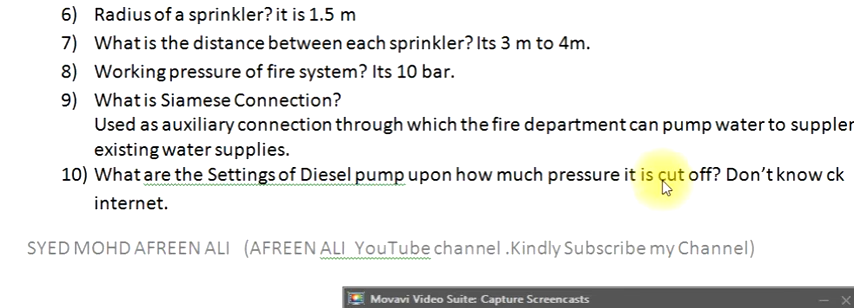 6) Radius of a sprinkler? it is 1.5 m
7) What is the distance between each sprinkler? Its 3 m to 4m.
8) Working pressure of fire system? Its 10 bar.
9) What is Siamese Connection?
Used as auxiliary connection through which the fire department can pump water to
existing water supplies.
10) What are the Settings of Diesel pump upon how much pressure it is cut off? Don't know ck
internet.
SYED MOHD AFREEN ALI (AFREEN ALI YouTube channel .Kindly Subscribe my Channel)
Movavi Video Suite: Capture Screencasts